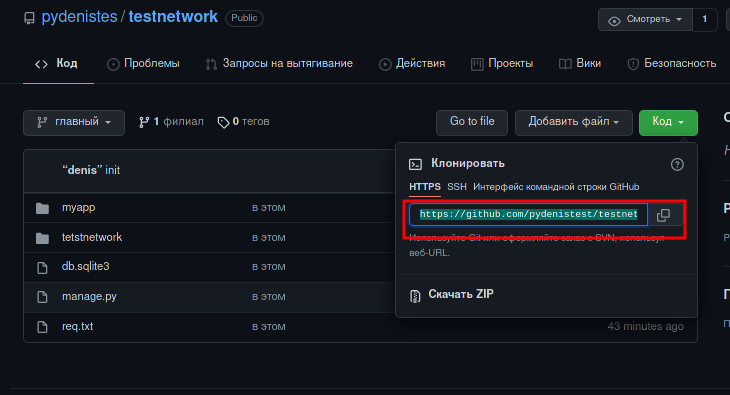 pydenistes / testnetwork Public
Смотреть 1
Код Проблемы Запросы на вытягивание Действия Проекты Вики Безопасность
главный 1 филиал 0 тегов Go to file Добавить файл Код
“denis” init
myapp в этом
tetstnetwork в этом
db.sqlite3 в этом
manage.py в этом
req.txt в этом 43 minutes ago
Клонировать
HTTPS SSH Интерфейс командной строки GitHub
https://github.com/pydenistest/testnet
Используйте Git или оформляйте заказ с SVN, используя
веб-URL.
Скачать ZIP